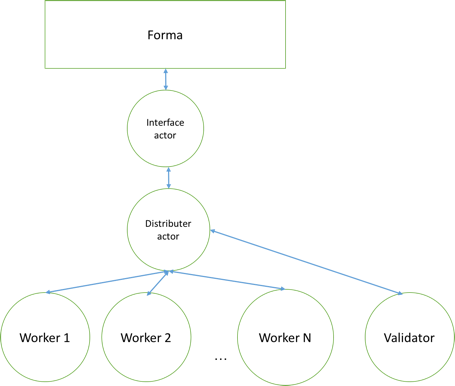 Forma
Interface
actor
Distributer
actor
Worker 1
Worker 2
...
Worker N
Validator